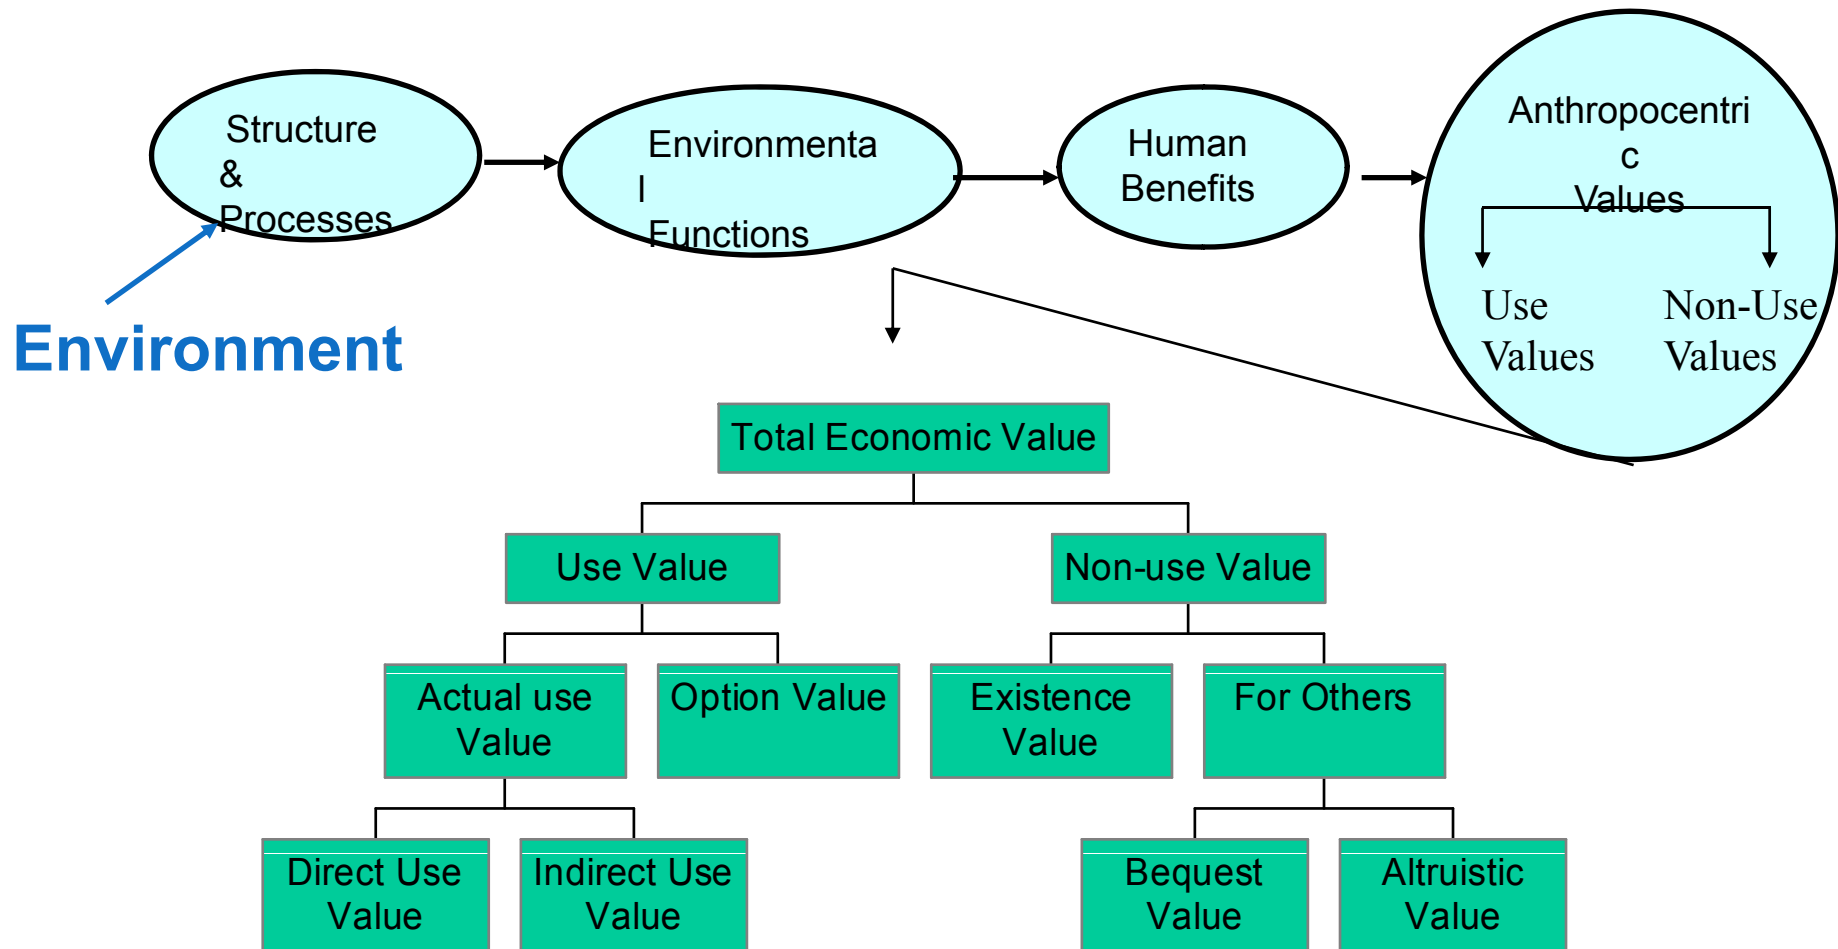 Structure
&
Processes
Environmenta
l
Functions
Human
Benefits
Anthropocentri
c
Values
Use
Values
Non-Use
Values
Environment
Total Economic Value
Use Value
Non-use Value
Actual use
Value
Option Value
Existence
Value
For Others
Direct Use
Value
Indirect Use
Value
Bequest
Value
Altruistic
Value